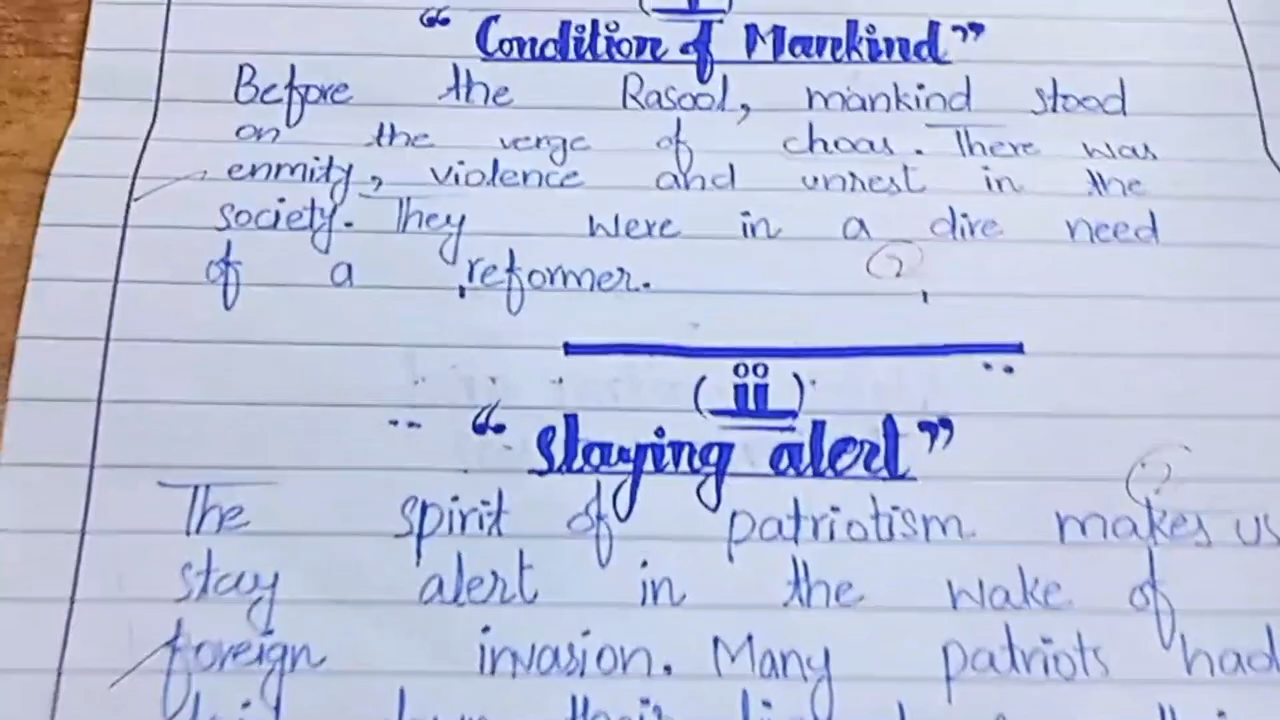 “ Condition of Mankind ”
Before the Rasool, mankind stood
on the verge of choas. There was
enmity, violence and unrest in the
society. They were in a dire need
of a reformer.
(ii)
“ Staying alert ”
The spirit of patriotism makes us
stay alert in the wake of
foreign invasion. Many patriots had